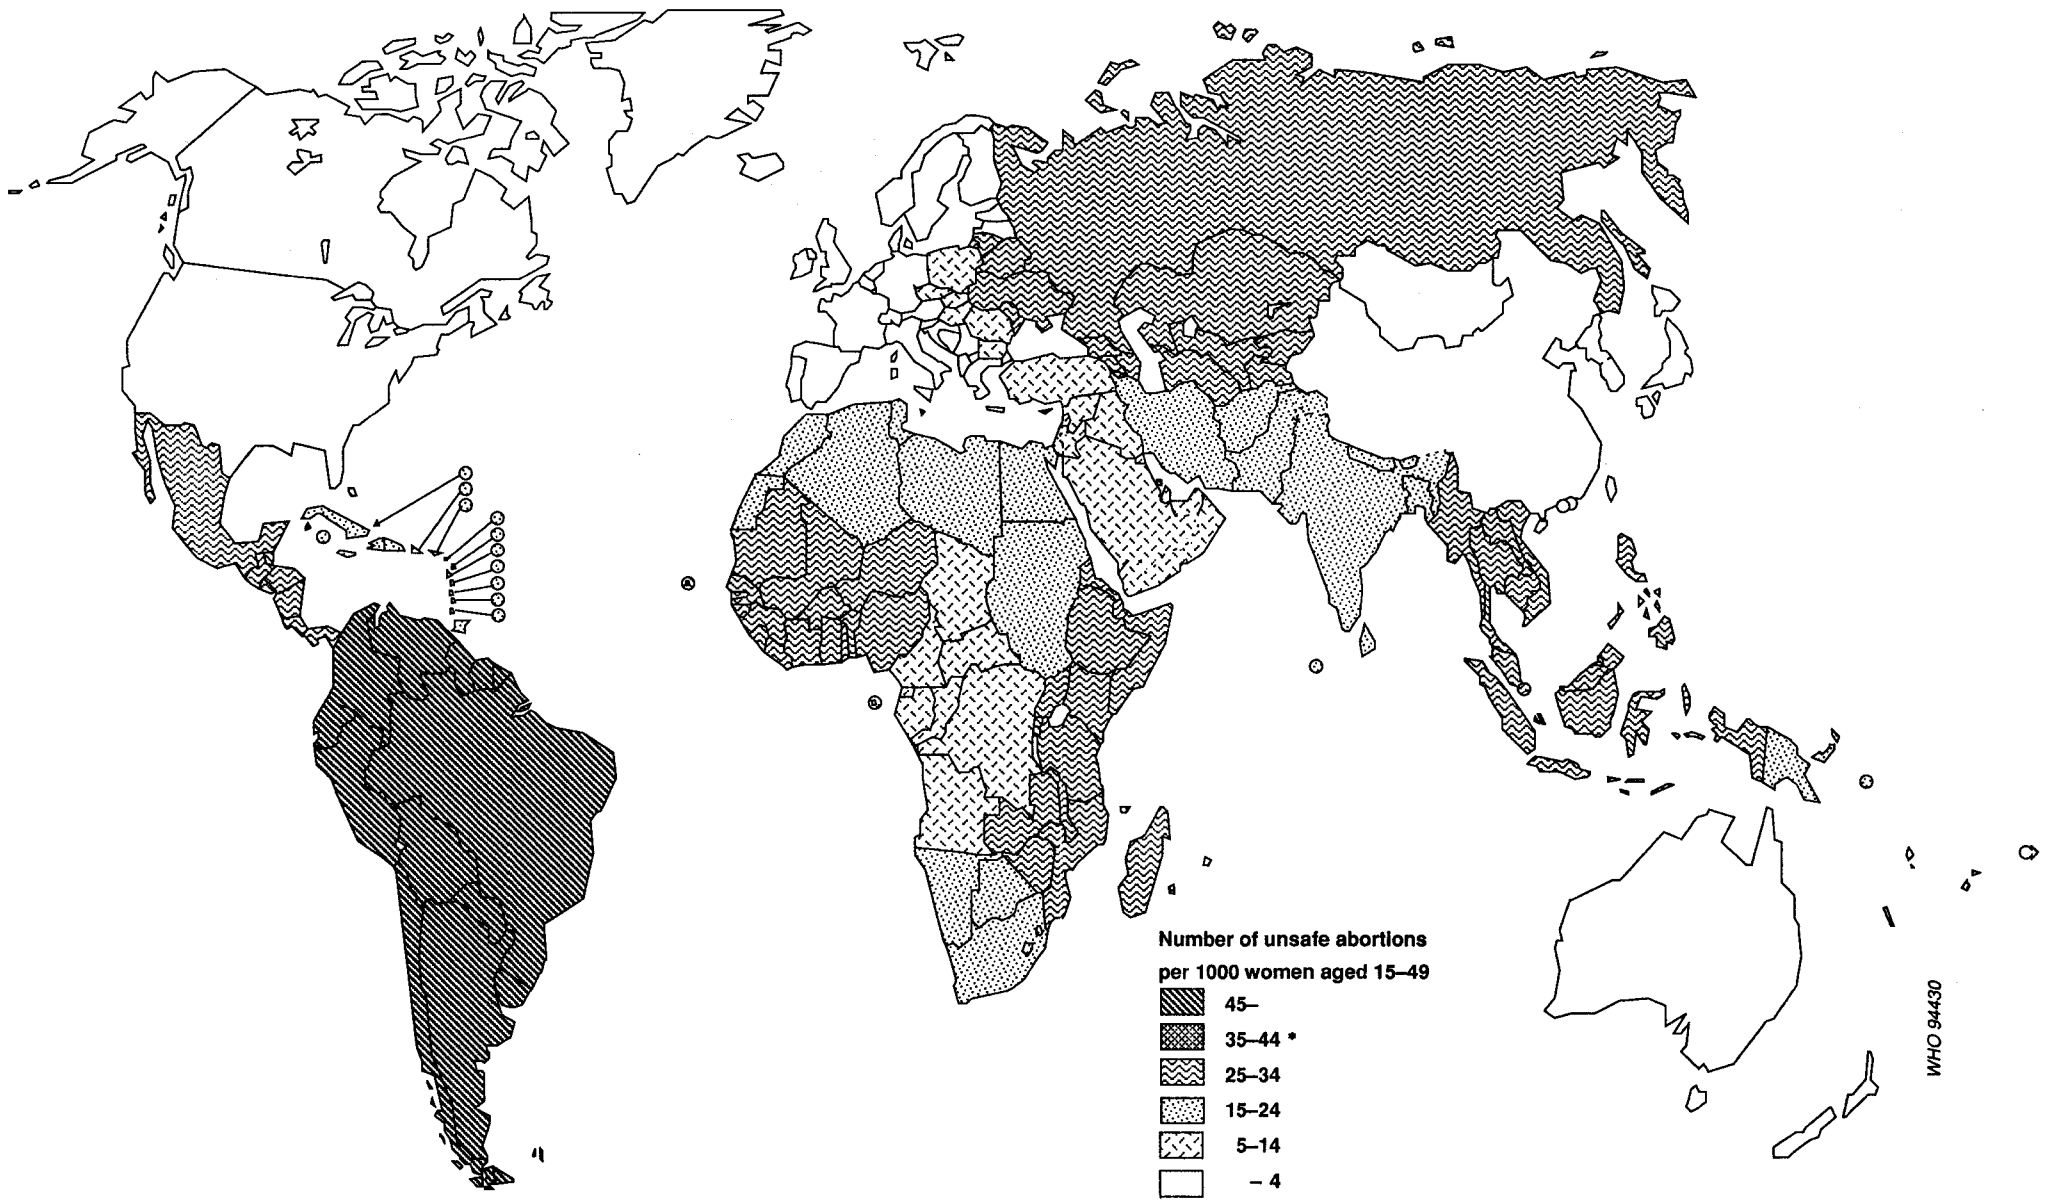 Number of unsafe abortions
per 1000 women aged 15–49
45–
35–44 *
25–34
15–24
5–14
– 4
WHO 94430